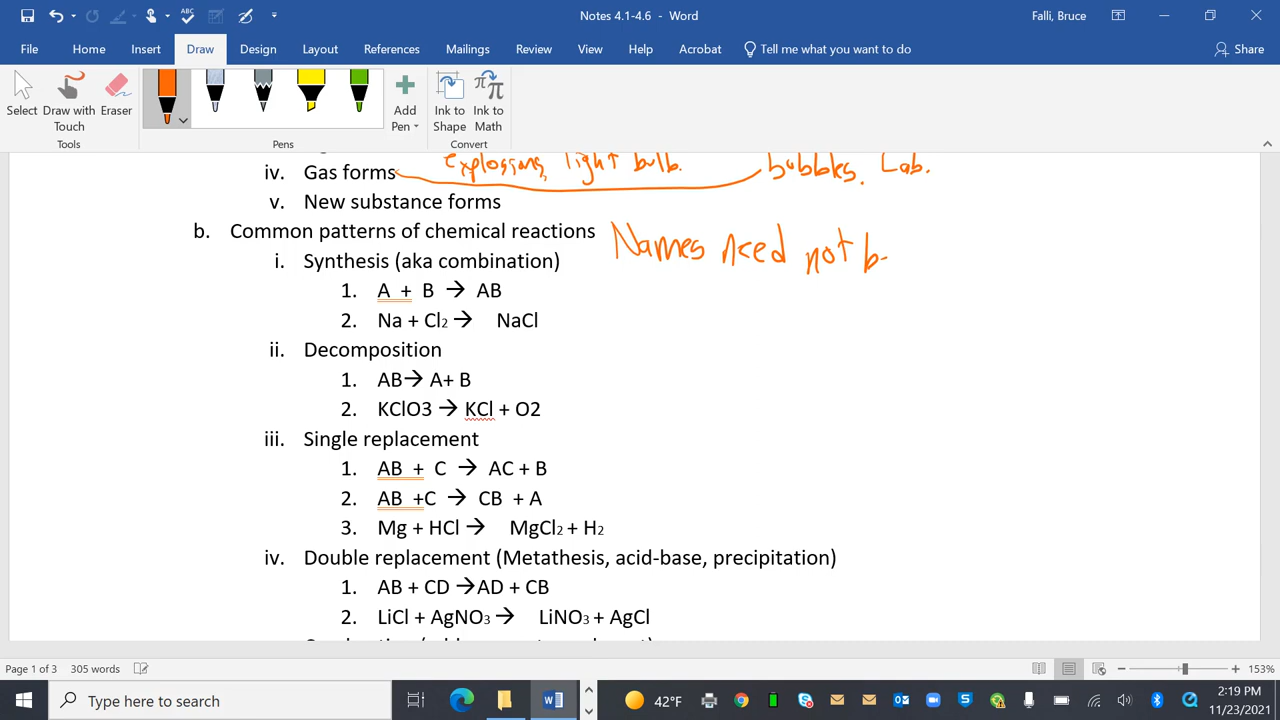 Notes 4.1-4.6 - Word
Falli, Bruce
File Home Insert Draw Design Layout References Mailings Review View Help Acrobat Tell me what you want to do Share
Select Draw with Touch Eraser Add Pen Ink to Shape Ink to Math
Tools Pens Convert
explosions, light bulb. bubbles. Lab.
iv. Gas forms
v. New substance forms
b. Common patterns of chemical reactions Names need not b
i. Synthesis (aka combination)
1. A + B → AB
2. Na + Cl₂ → NaCl
ii. Decomposition
1. AB→ A+ B
2. KClO3 → KCl + O2
iii. Single replacement
1. AB + C → AC + B
2. AB +C → CB + A
3. Mg + HCl → MgCl₂ + H₂
iv. Double replacement (Metathesis, acid-base, precipitation)
1. AB + CD →AD + CB
2. LiCl + AgNO₃ → LiNO₃ + AgCl
Page 1 of 3 305 words 153%
Type here to search 42°F 2:19 PM
11/23/2021